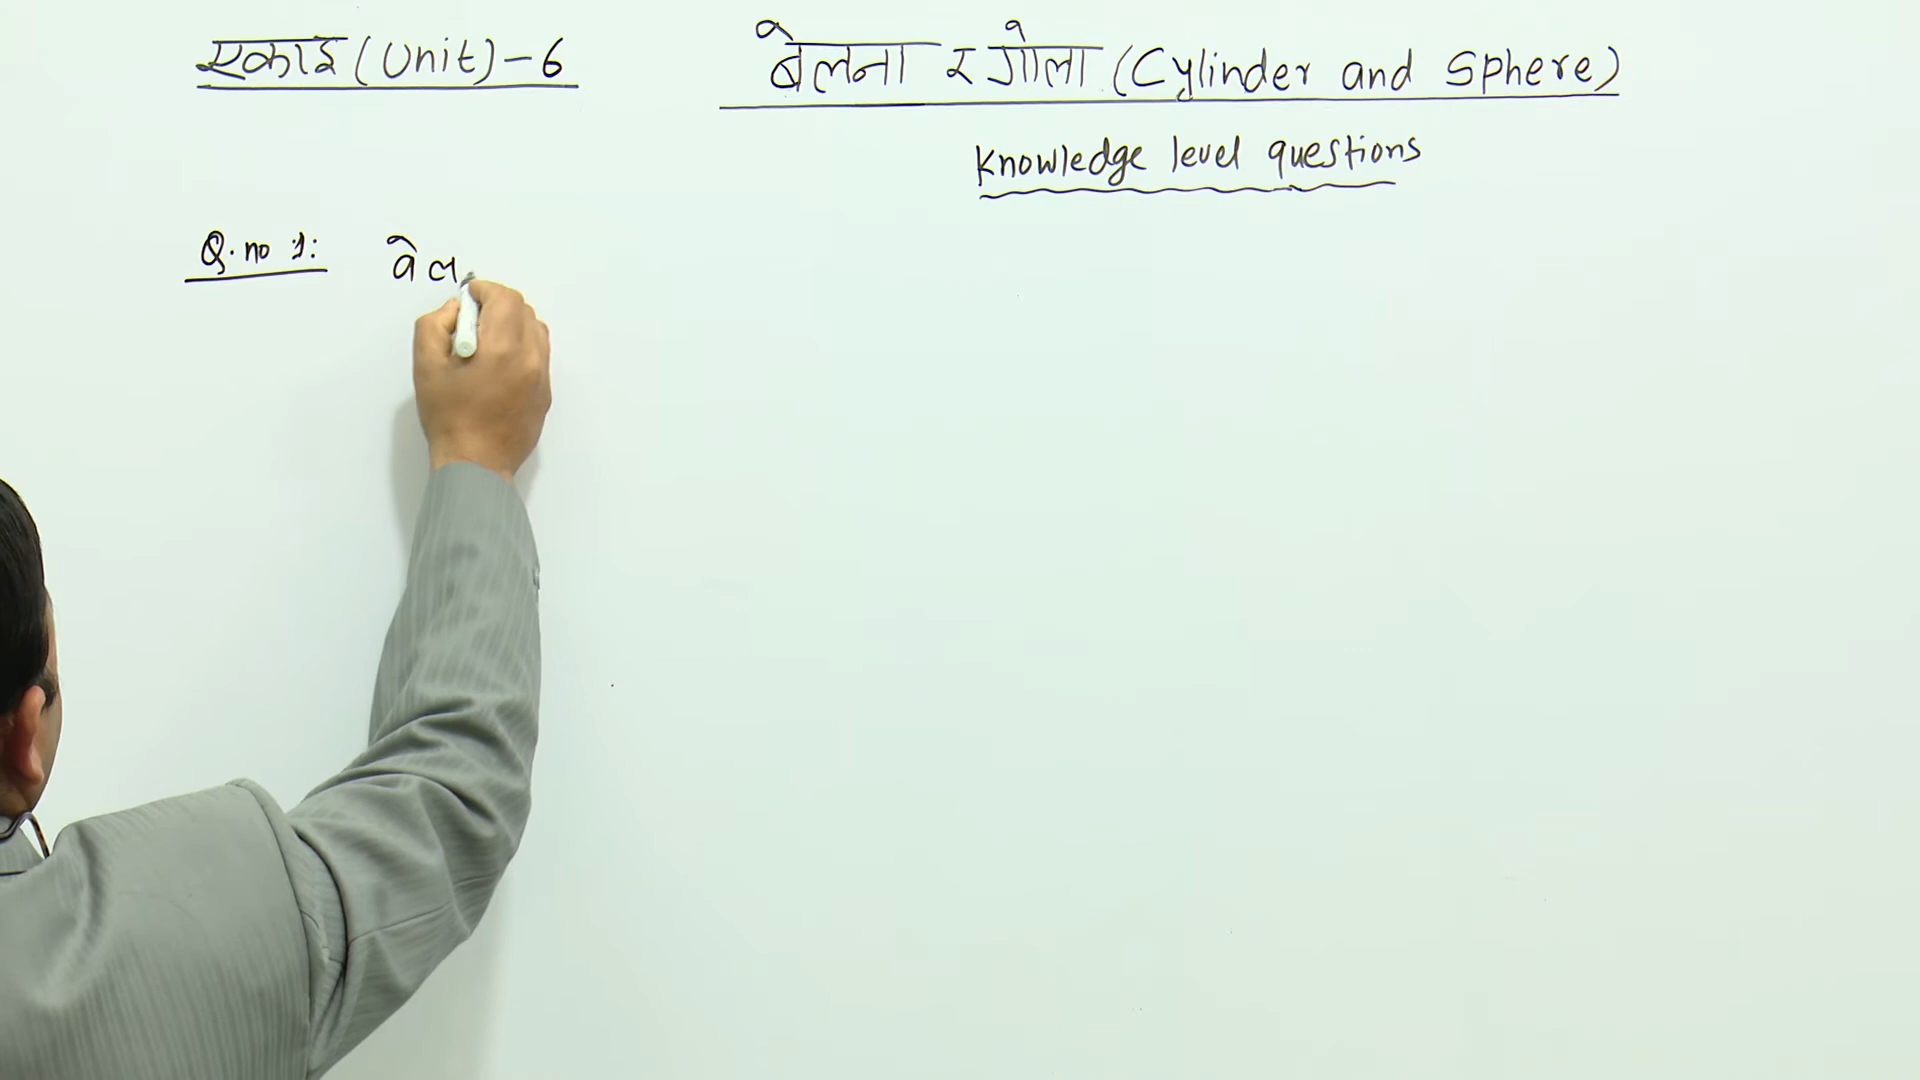 एकाइ (Unit) - 6
बेलना र गोला (Cylinder and Sphere)
Knowledge level questions
Q. no 1: वेल